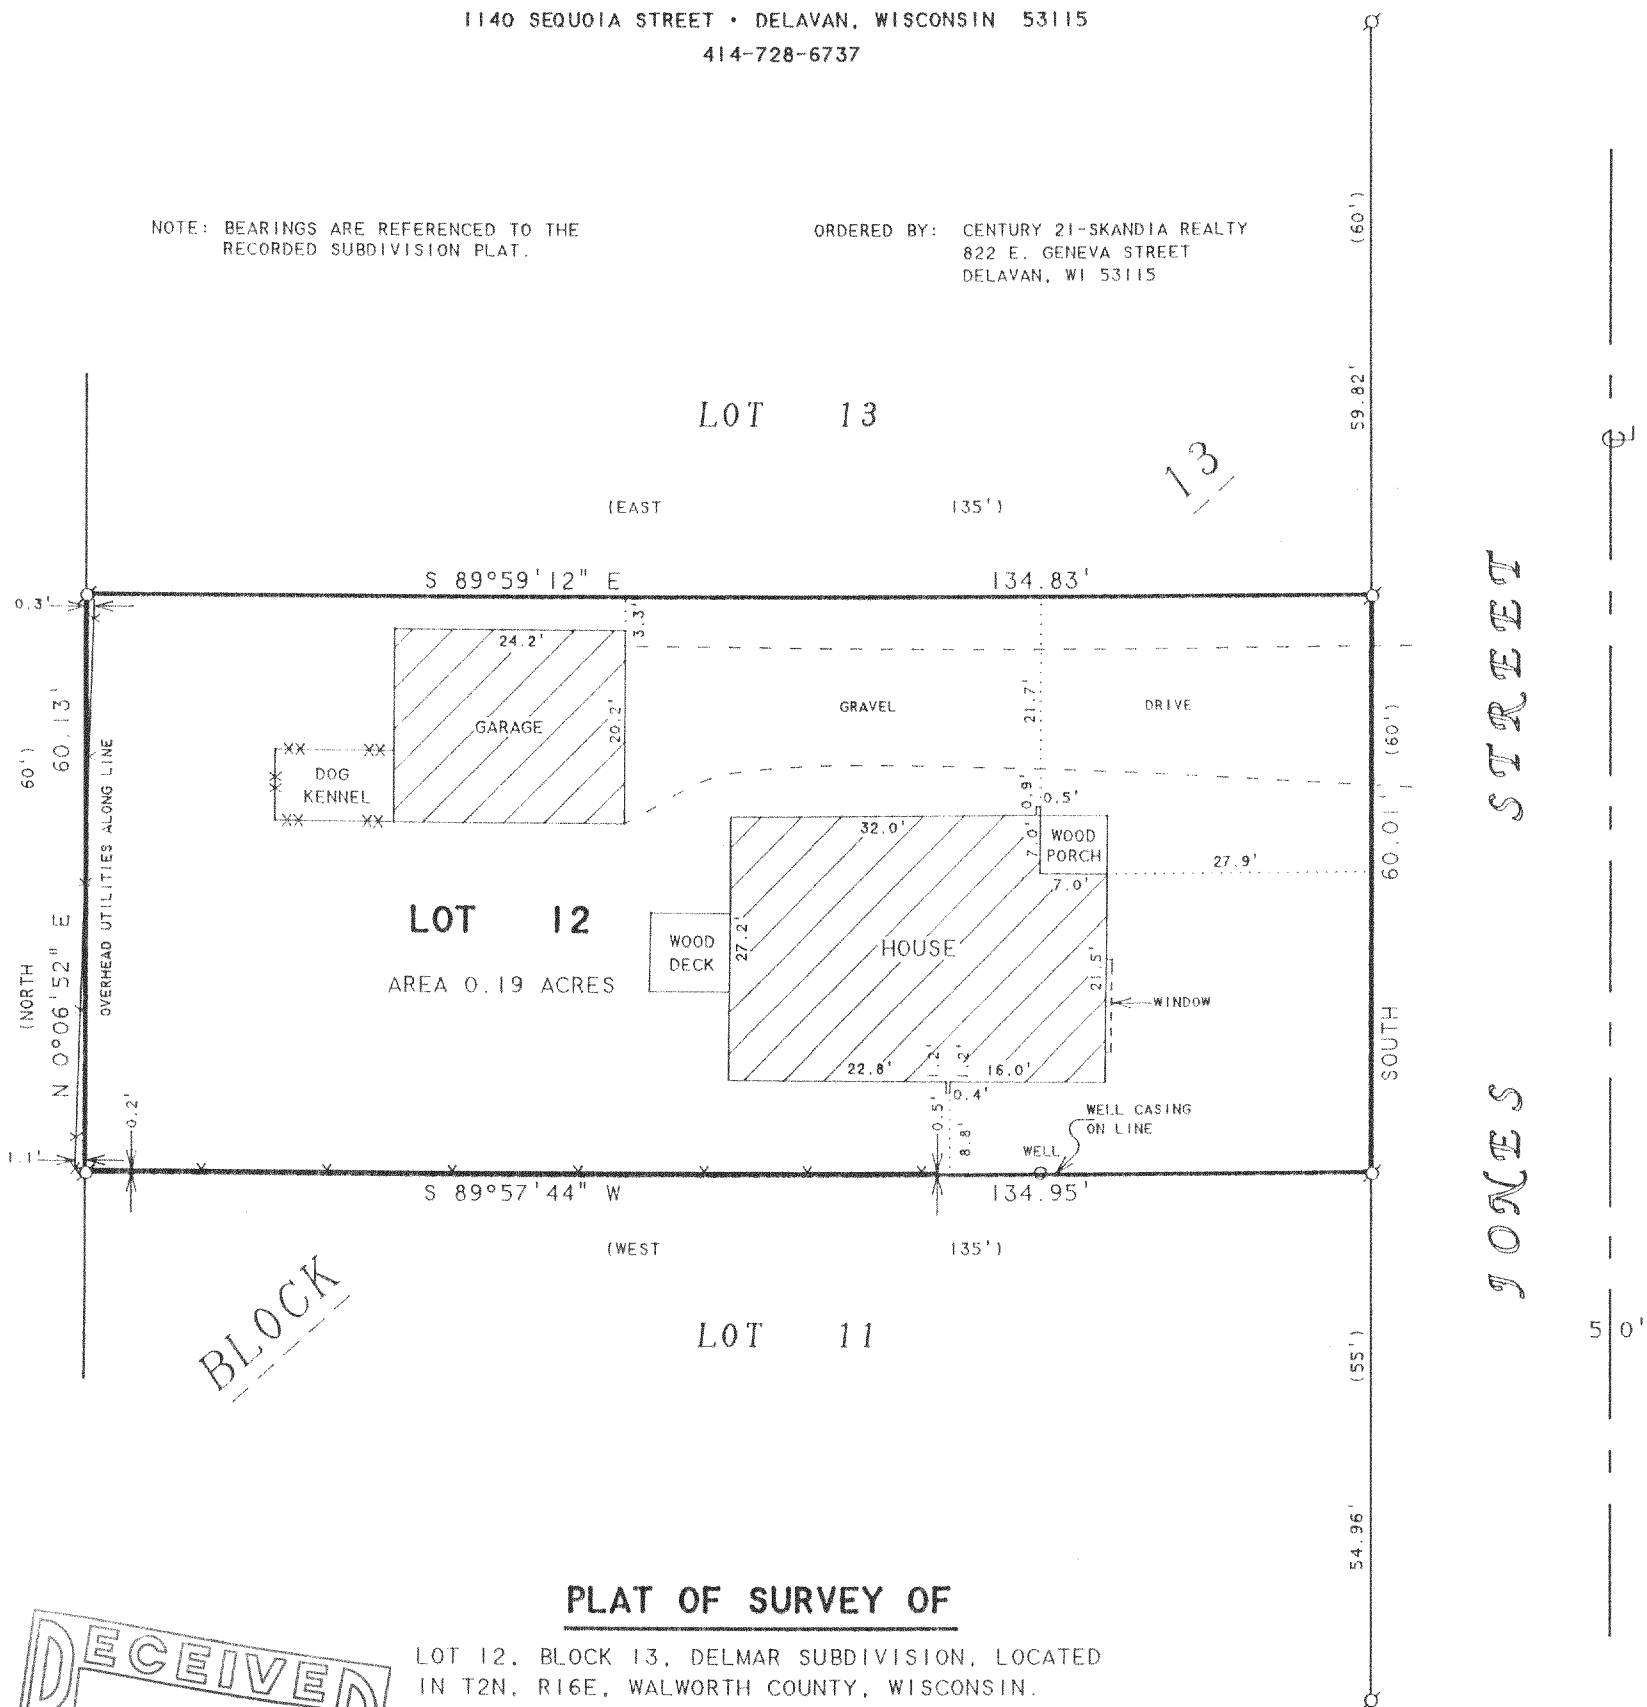 1140 SEQUOIA STREET • DELAVAN, WISCONSIN 53115
414-728-6737
NOTE: BEARINGS ARE REFERENCED TO THE
RECORDED SUBDIVISION PLAT.
ORDERED BY: CENTURY 21-SKANDIA REALTY
822 E. GENEVA STREET
DELAVAN, WI 53115
(60')
59.82'
LOT 13
13
(EAST 135')
S 89°59'12" E 134.83'
0.3'
3.3'
24.2'
20.2'
GARAGE
DOG
KENNEL
GRAVEL DRIVE
21.7'
0.9'
0.5'
32.0'
7.0'
WOOD
PORCH
7.0'
27.9'
60')
(NORTH
60.13'
N 0°06'52" E
OVERHEAD UTILITIES ALONG LINE
LOT 12
AREA 0.19 ACRES
WOOD
DECK
27.2'
HOUSE
21.5'
WINDOW
22.8'
1.2'
1.2'
16.0'
0.4'
0.5'
8.8'
0.2'
1.1'
WELL
WELL CASING
ON LINE
(60')
60.01'
SOUTH
S 89°57'44" W 134.95'
(WEST 135')
BLOCK
LOT 11
(55')
54.96'
JONES STREET
50'
PLAT OF SURVEY OF
LOT 12, BLOCK 13, DELMAR SUBDIVISION, LOCATED
IN T2N, R16E, WALWORTH COUNTY, WISCONSIN.